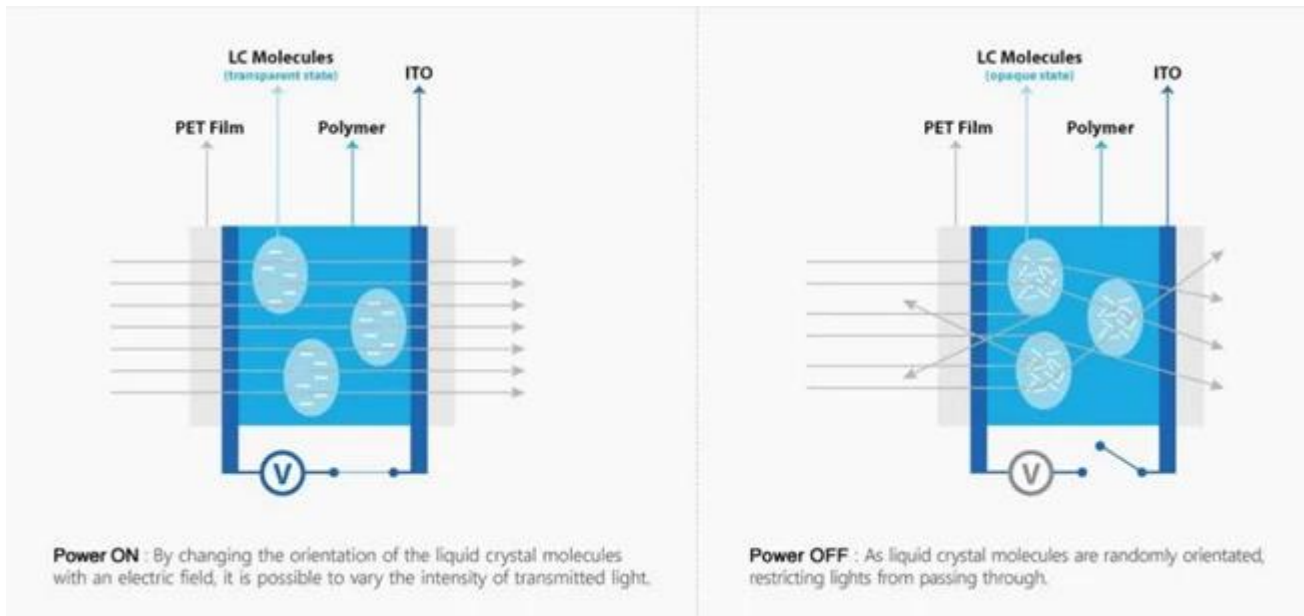 LC Molecules
(transparent state)
ITO
PET Film
Polymer
V
Power ON : By changing the orientation of the liquid crystal molecules
with an electric field, it is possible to vary the intensity of transmitted light.
LC Molecules
(opaque state)
ITO
PET Film
Polymer
V
Power OFF : As liquid crystal molecules are randomly orientated,
restricting lights from passing through.